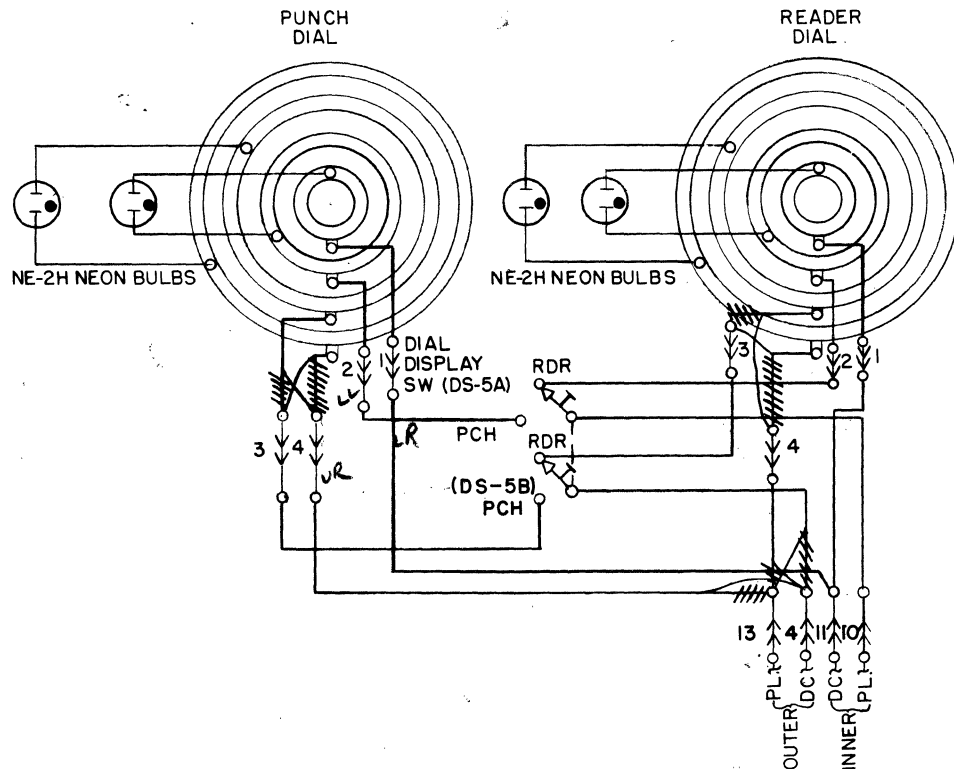 PUNCH
DIAL
READER
DIAL
NE-2H NEON BULBS
NE-2H NEON BULBS
DIAL
DISPLAY
SW (DS-5A)
2
1
3
2
1
LL
LR
RDR
PCH
RDR
3
4
UR
4
(DS-5B)
PCH
13
4
11
10
PL.
DC
DC
PL.
OUTER
INNER